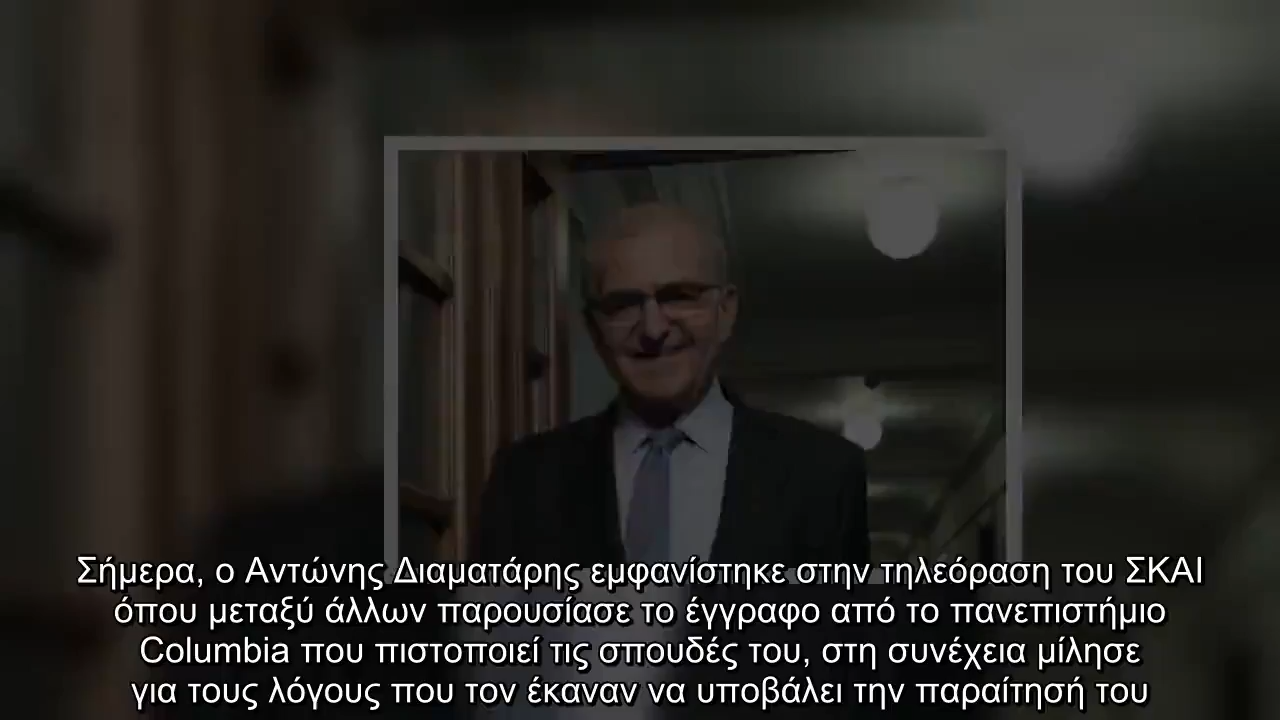 Σήμερα, ο Αντώνης Διαματάρης εμφανίστηκε στην τηλεόραση του ΣΚΑΙ
όπου μεταξύ άλλων παρουσίασε το έγγραφο από το πανεπιστήμιο
Columbia που πιστοποιεί τις σπουδές του, στη συνέχεια μίλησε
για τους λόγους που τον έκαναν να υποβάλει την παραίτησή του